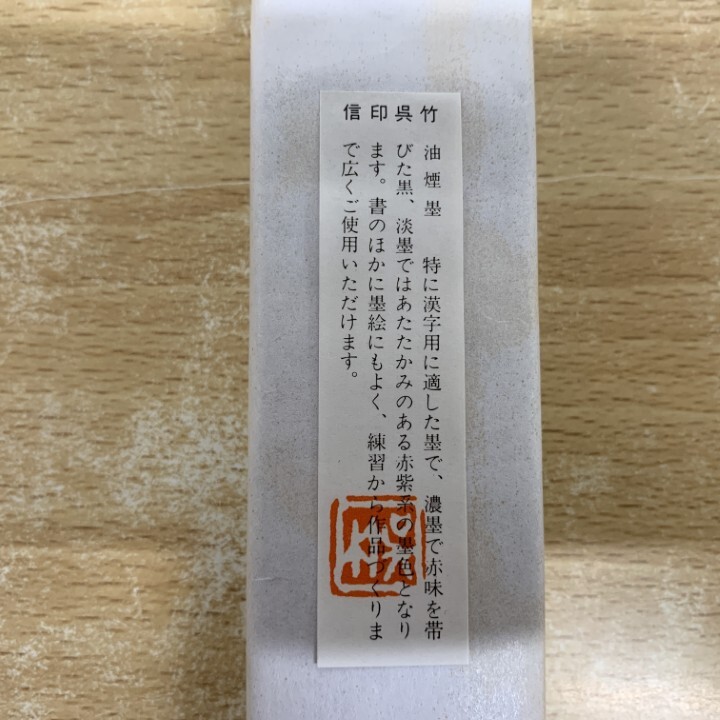 信印呉竹
油煙墨　特に漢字用に適した墨で、濃墨で赤味を帯
びた黒、淡墨ではあたたかみのある赤紫系の墨色となり
ます。書のほかに墨絵にもよく、練習から作品づくりま
で広くご使用いただけます。